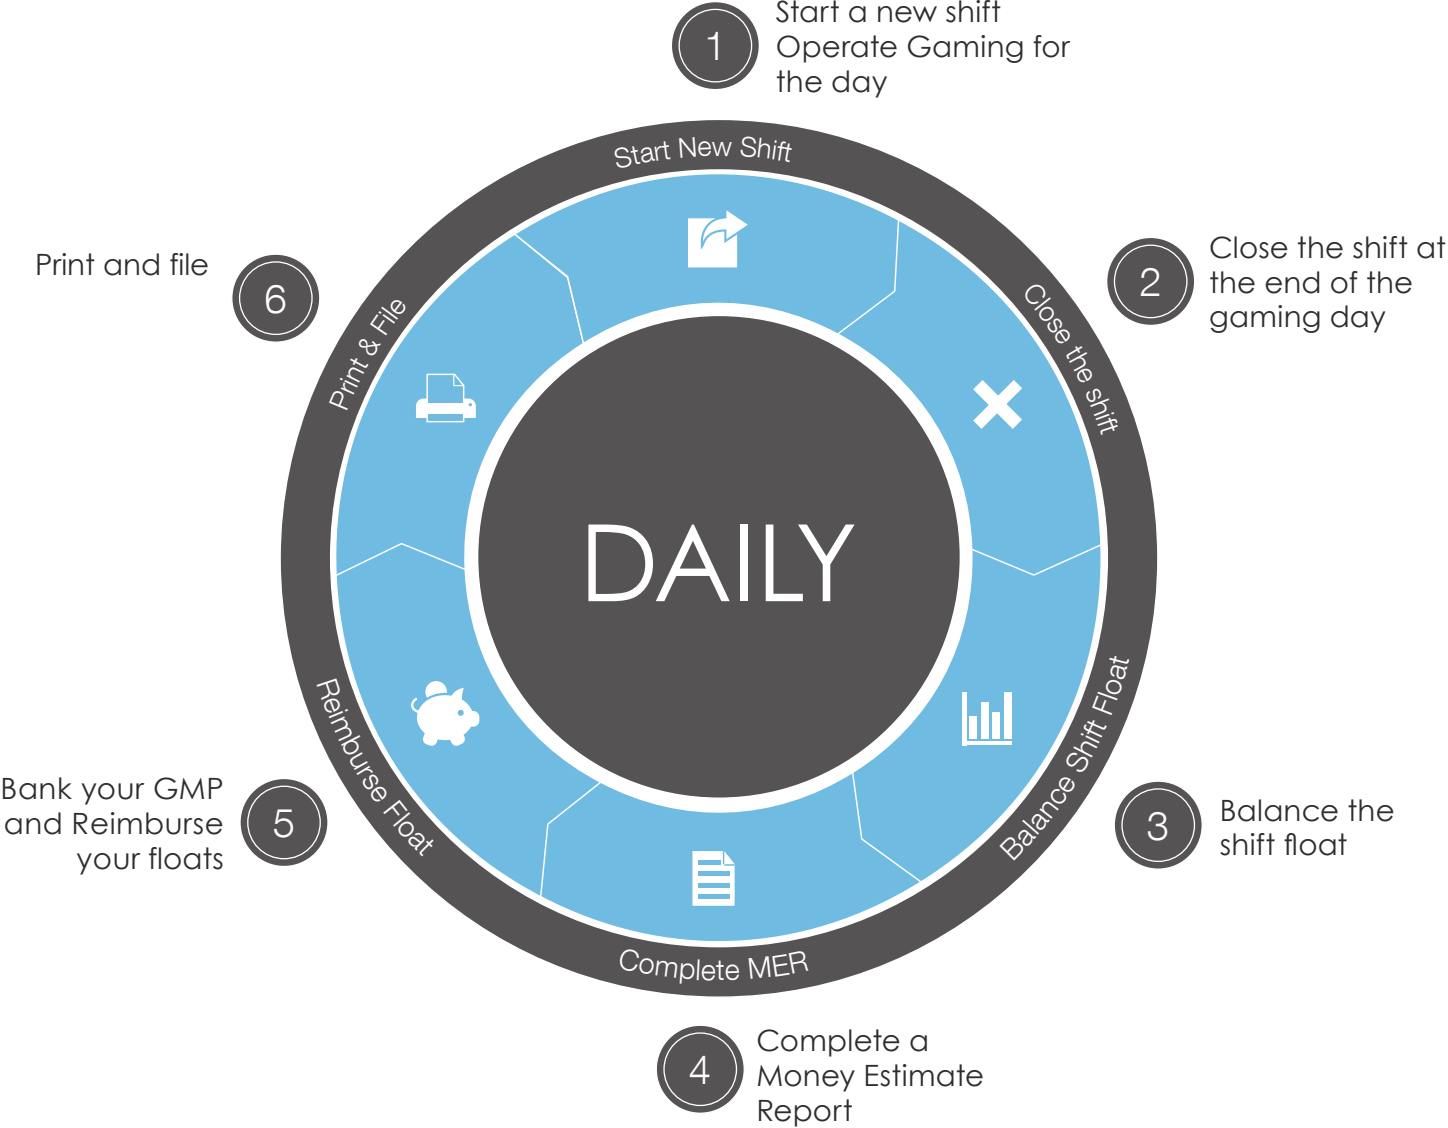 1
Start a new shift
Operate Gaming for
the day
Start New Shift
2
Close the shift at
the end of the
gaming day
Close the shift
3
Balance the
shift float
Balance Shift Float
4
Complete a
Money Estimate
Report
Complete MER
5
Bank your GMP
and Reimburse
your floats
Reimburse Float
6
Print and file
Print & File
DAILY